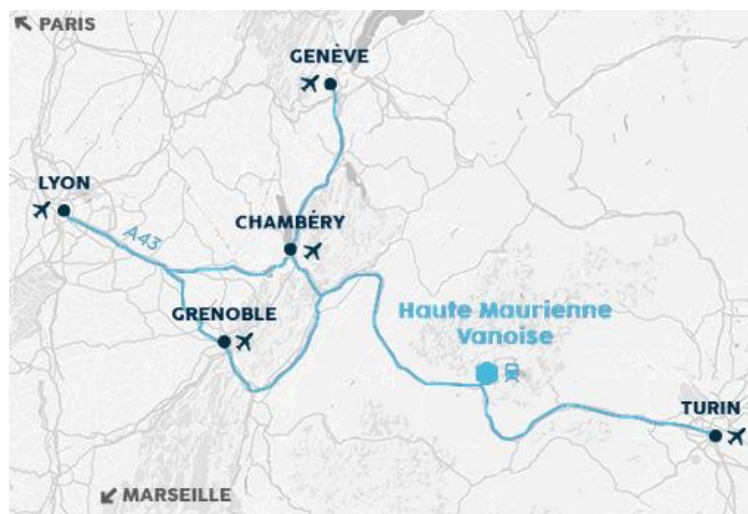 PARIS
GENÈVE
LYON
A43
CHAMBÉRY
GRENOBLE
Haute Maurienne
Vanoise
TURIN
MARSEILLE